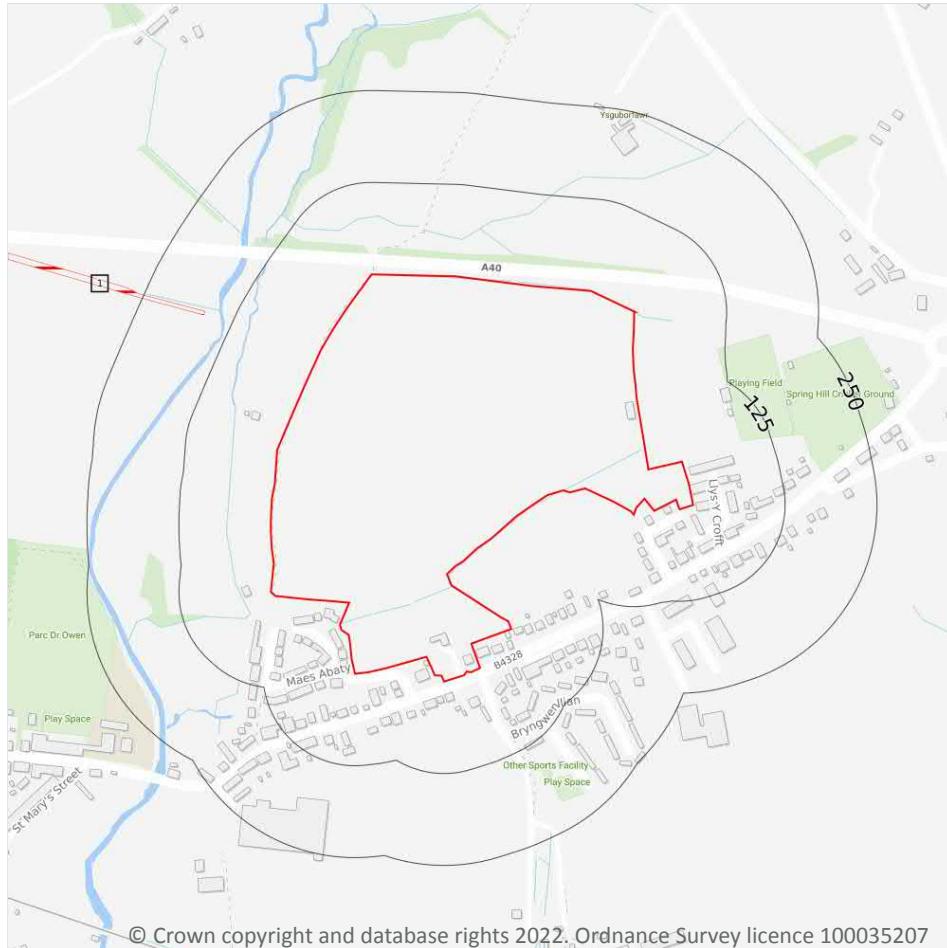 Ysguborfawr
A40
1
Playing Field
Spring Hill Cricket Ground
250
125
Llys-Y Crofft
Parc Dr Owen
Maes Abaty
B4328
Bryngwenllian
Play Space
Other Sports Facility
Play Space
St Mary's Street
© Crown copyright and database rights 2022. Ordnance Survey licence 100035207